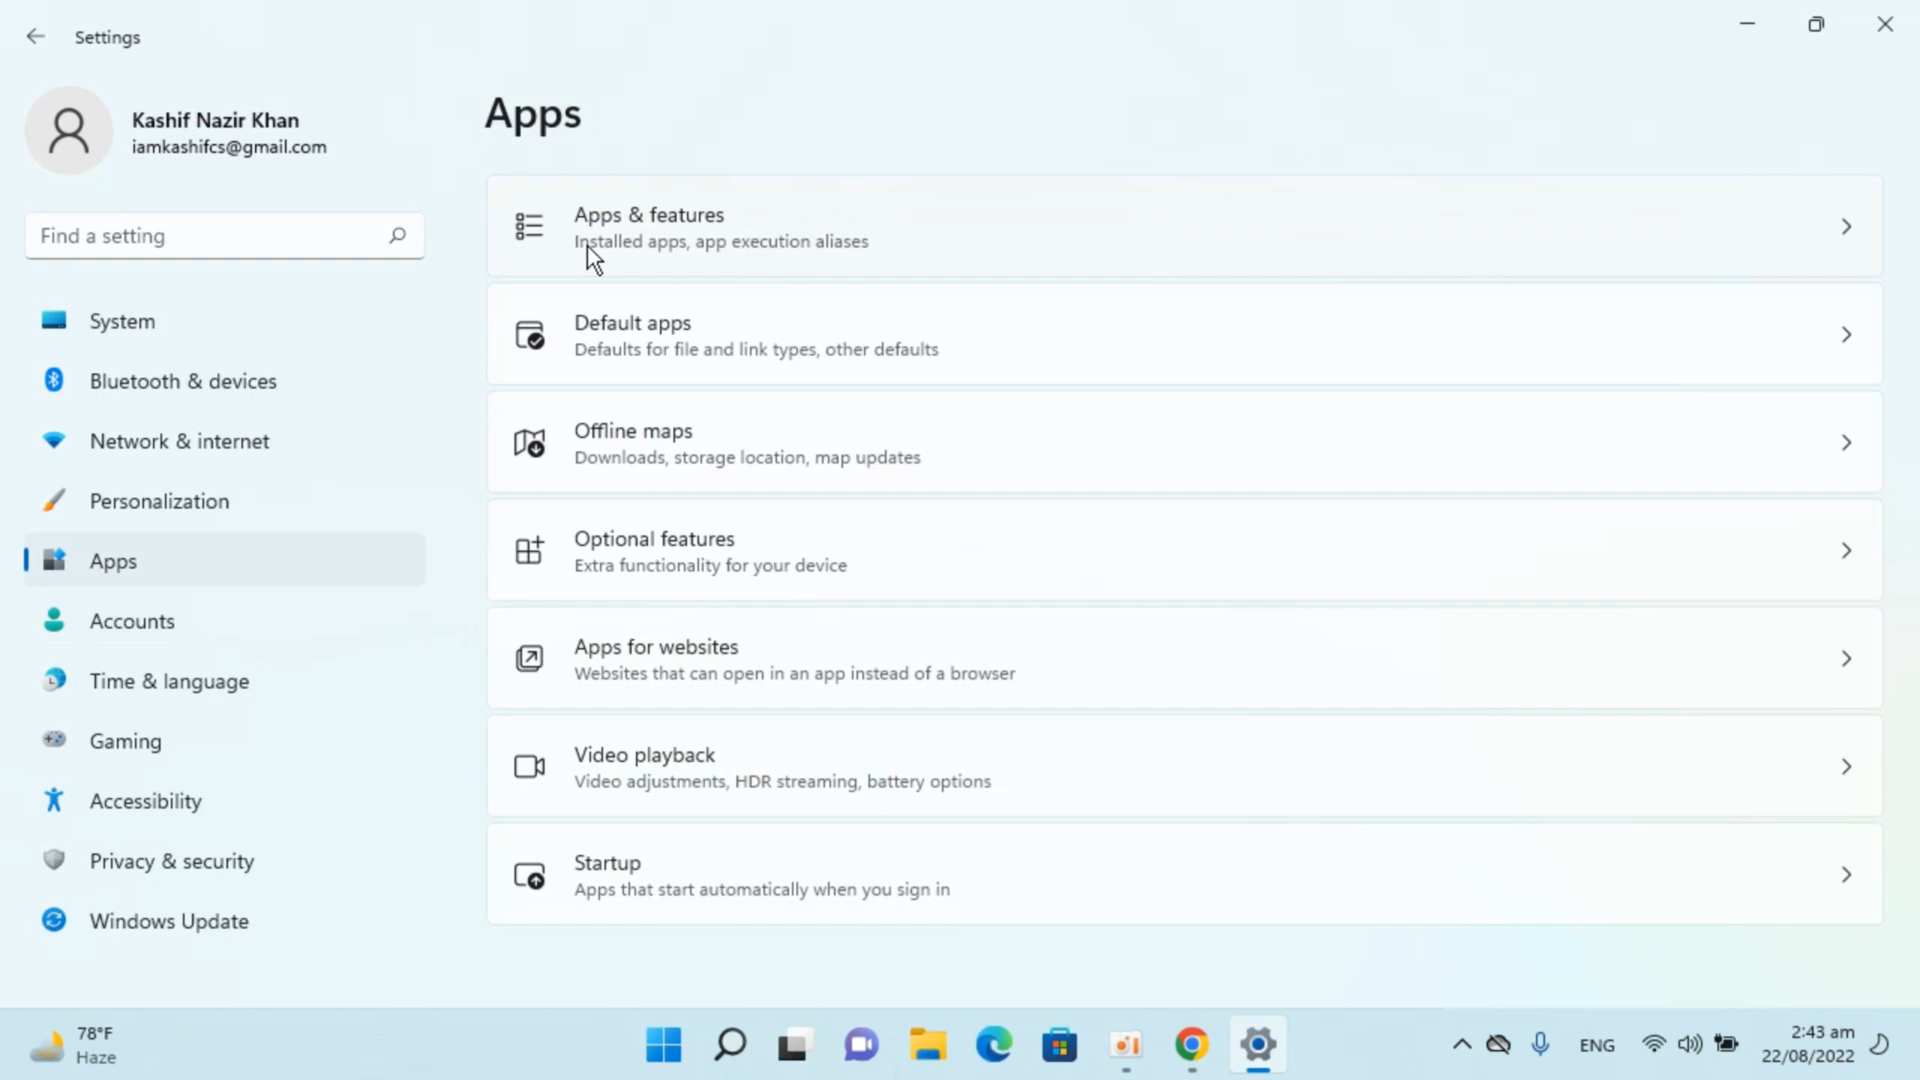 Settings
Kashif Nazir Khan
iamkashifcs@gmail.com
Find a setting
System
Bluetooth & devices
Network & internet
Personalization
Apps
Accounts
Time & language
Gaming
Accessibility
Privacy & security
Windows Update
Apps
Apps & features
Installed apps, app execution aliases
Default apps
Defaults for file and link types, other defaults
Offline maps
Downloads, storage location, map updates
Optional features
Extra functionality for your device
Apps for websites
Websites that can open in an app instead of a browser
Video playback
Video adjustments, HDR streaming, battery options
Startup
Apps that start automatically when you sign in
78°F
Haze
ENG
2:43 am
22/08/2022